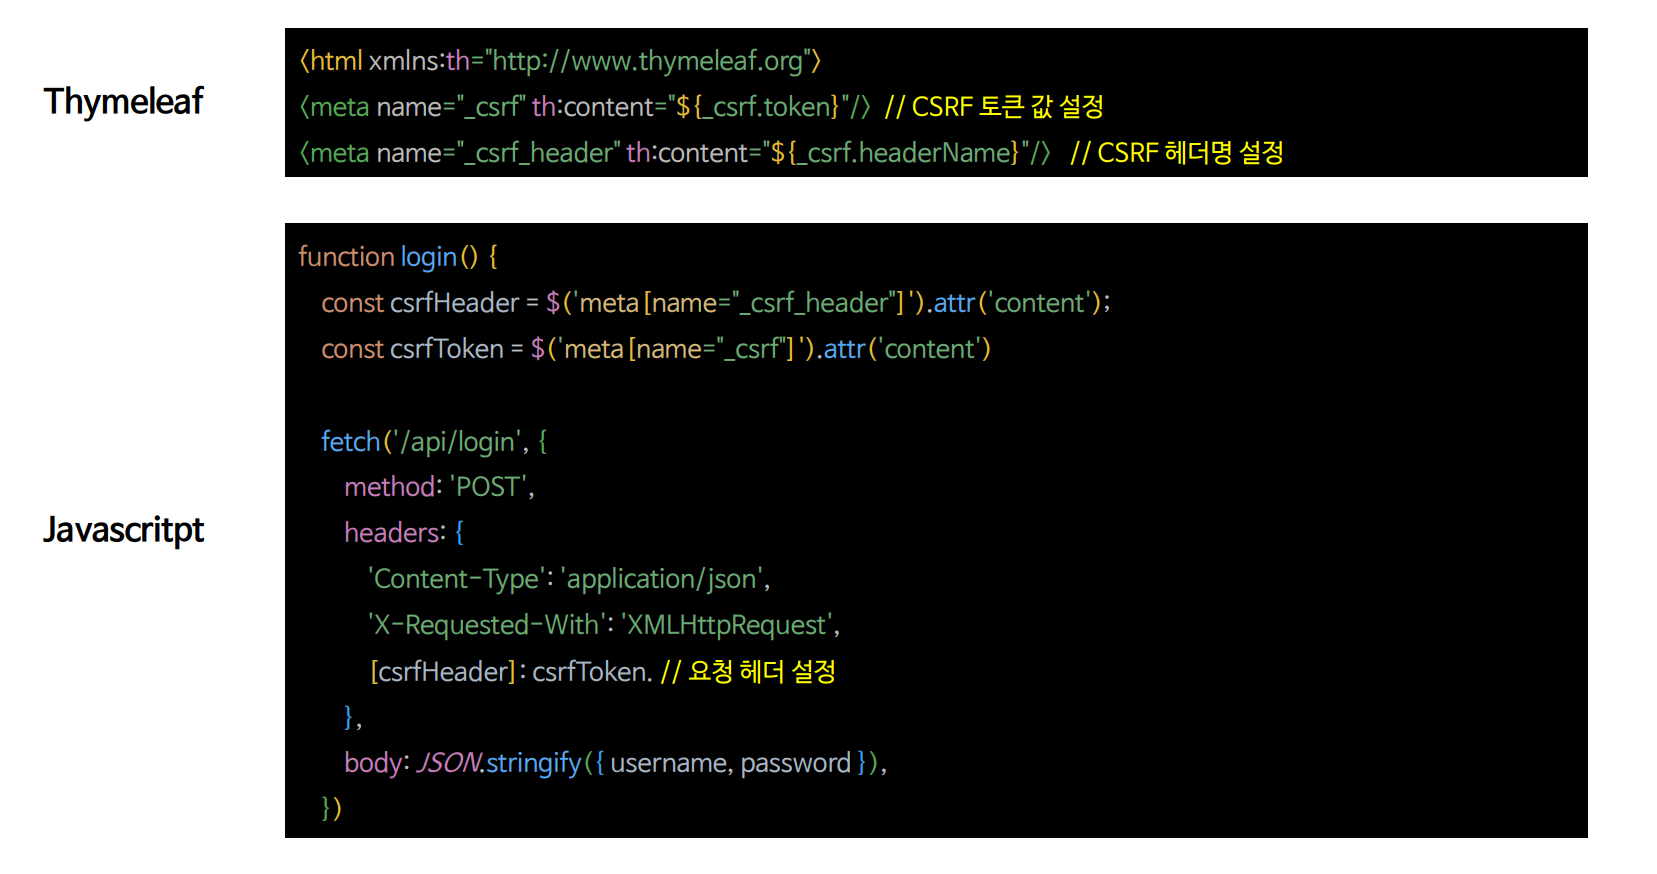 Thymeleaf
<html xmlns:th="http://www.thymeleaf.org">
<meta name="_csrf" th:content="${_csrf.token}"/> // CSRF 토큰 값 설정
<meta name="_csrf_header" th:content="${_csrf.headerName}"/> // CSRF 헤더명 설정
Javascritpt
function login() {
const csrfHeader = $('meta[name="_csrf_header"]').attr('content');
const csrfToken = $('meta[name="_csrf"]').attr('content')
fetch('/api/login', {
method: 'POST',
headers: {
'Content-Type': 'application/json',
'X-Requested-With': 'XMLHttpRequest',
[csrfHeader]: csrfToken. // 요청 헤더 설정
},
body: JSON.stringify({ username, password }),
})